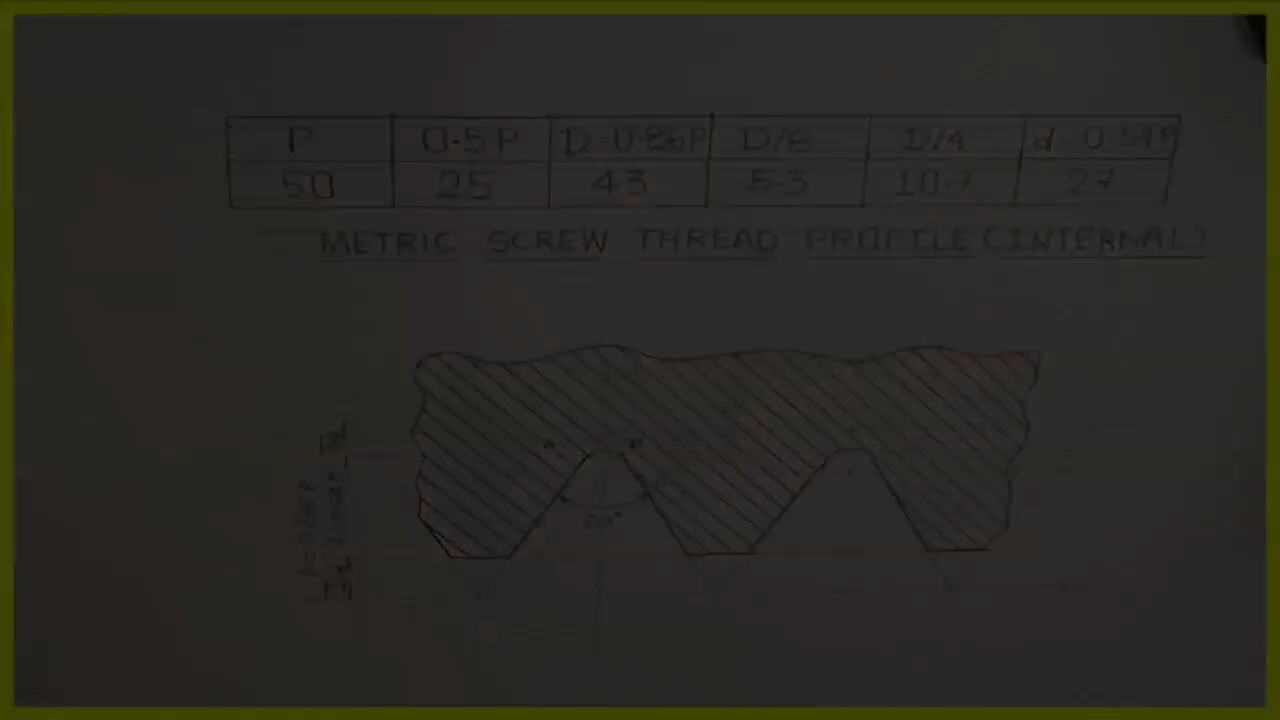 P 0.5P D=0.86P D/8 D/4 d=0.54P
50 25 43 5.3 10.7 27
METRIC SCREW THREAD PROFILE (INTERNAL)
60°